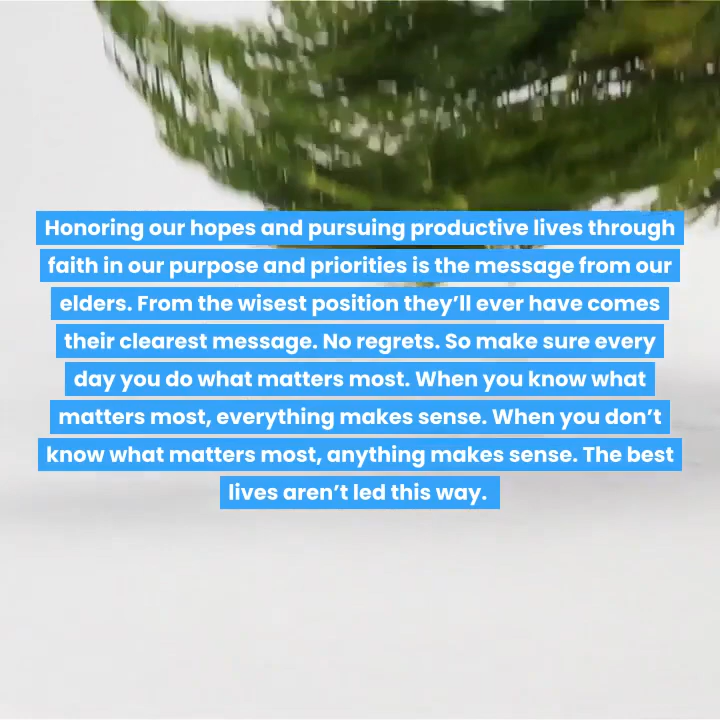 Honoring our hopes and pursuing productive lives through
faith in our purpose and priorities is the message from our
elders. From the wisest position they’ll ever have comes
their clearest message. No regrets. So make sure every
day you do what matters most. When you know what
matters most, everything makes sense. When you don’t
know what matters most, anything makes sense. The best
lives aren’t led this way.